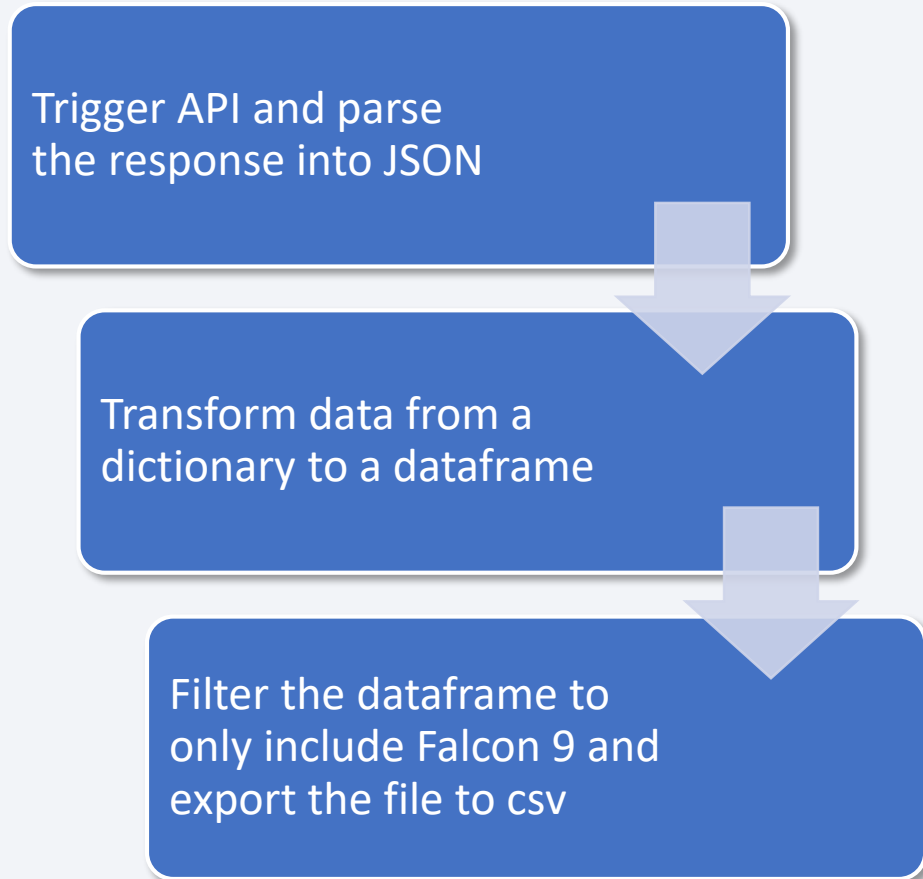 Trigger API and parse
the response into JSON
Transform data from a
dictionary to a dataframe
Filter the dataframe to
only include Falcon 9 and
export the file to csv